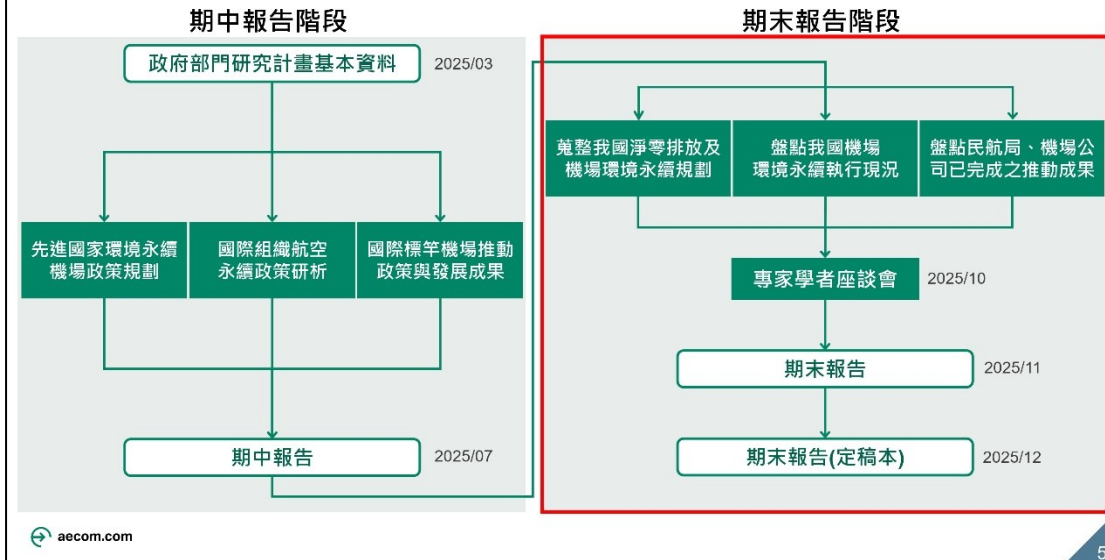 期中報告階段
政府部門研究計畫基本資料
2025/03
先進國家環境永續
機場政策規劃
國際組織航空
永續政策研析
國際標竿機場推動
政策與發展成果
期中報告
2025/07
期末報告階段
蒐整我國淨零排放及
機場環境永續規劃
盤點我國機場
環境永續執行現況
盤點民航局、機場公
司已完成之推動成果
專家學者座談會
2025/10
期末報告
2025/11
期末報告(定稿本)
2025/12
aecom.com
5